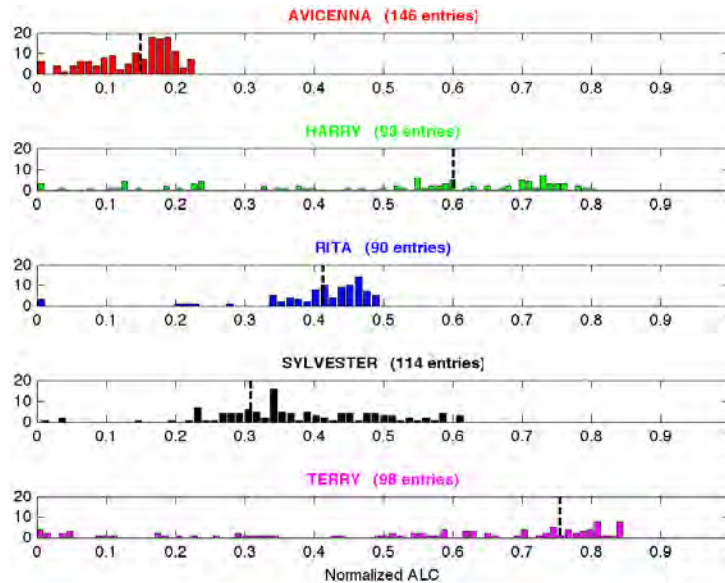 AVICENNA (146 entries)
20
10
0
0 0.1 0.2 0.3 0.4 0.5 0.6 0.7 0.8 0.9
HARRY (93 entries)
20
10
0
0 0.1 0.2 0.3 0.4 0.5 0.6 0.7 0.8 0.9
RITA (90 entries)
20
10
0
0 0.1 0.2 0.3 0.4 0.5 0.6 0.7 0.8 0.9
SYLVESTER (114 entries)
20
10
0
0 0.1 0.2 0.3 0.4 0.5 0.6 0.7 0.8 0.9
TERRY (98 entries)
20
10
0
0 0.1 0.2 0.3 0.4 0.5 0.6 0.7 0.8 0.9
Normalized ALC